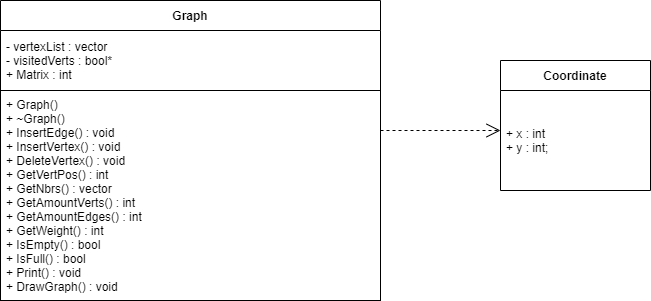 Graph
- vertexList : vector
- visitedVerts : bool*
+ Matrix : int
+ Graph()
+ ~Graph()
+ InsertEdge() : void
+ InsertVertex() : void
+ DeleteVertex() : void
+ GetVertPos() : int
+ GetNbrs() : vector
+ GetAmountVerts() : int
+ GetAmountEdges() : int
+ GetWeight() : int
+ IsEmpty() : bool
+ IsFull() : bool
+ Print() : void
+ DrawGraph() : void
Coordinate
+ x : int
+ y : int;